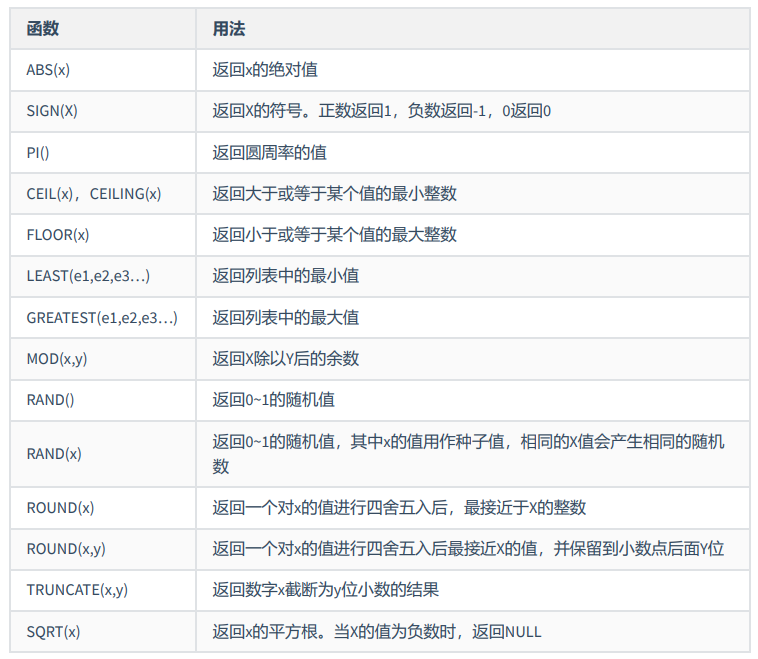 函数 用法
ABS(x) 返回x的绝对值
SIGN(X) 返回X的符号。正数返回1，负数返回-1，0返回0
PI() 返回圆周率的值
CEIL(x)，CEILING(x) 返回大于或等于某个值的最小整数
FLOOR(x) 返回小于或等于某个值的最大整数
LEAST(e1,e2,e3…) 返回列表中的最小值
GREATEST(e1,e2,e3…) 返回列表中的最大值
MOD(x,y) 返回X除以Y后的余数
RAND() 返回0~1的随机值
RAND(x) 返回0~1的随机值，其中x的值用作种子值，相同的X值会产生相同的随机
数
ROUND(x) 返回一个对x的值进行四舍五入后，最接近于X的整数
ROUND(x,y) 返回一个对x的值进行四舍五入后最接近X的值，并保留到小数点后面Y位
TRUNCATE(x,y) 返回数字x截断为y位小数的结果
SQRT(x) 返回x的平方根。当X的值为负数时，返回NULL